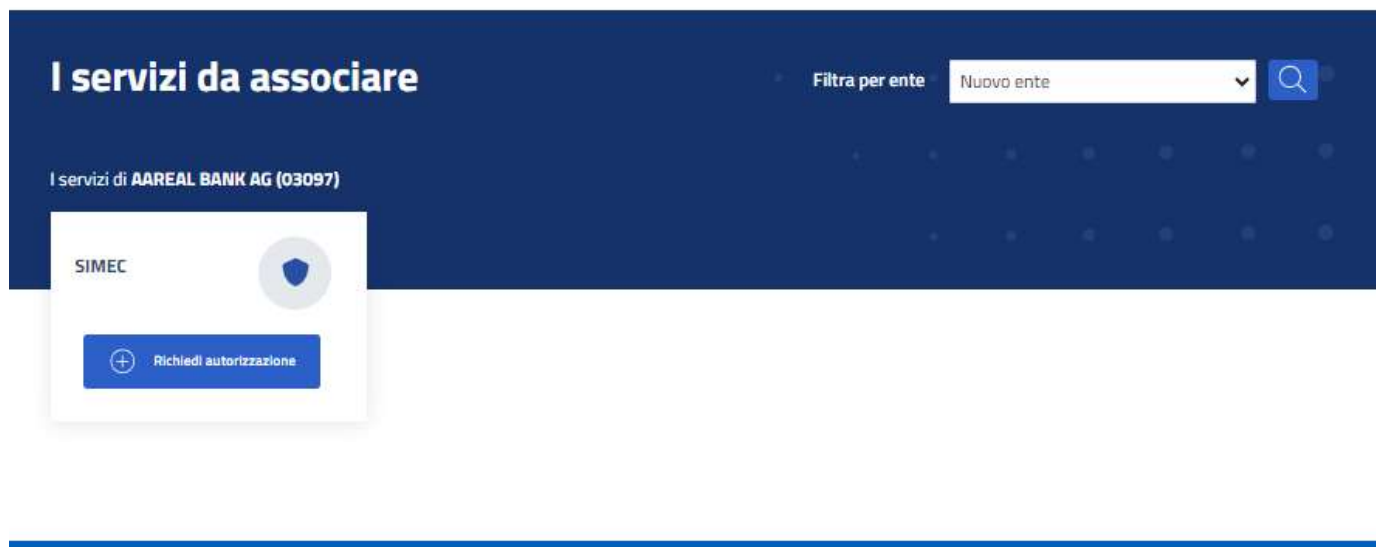 I servizi da associare
Filtra per ente
Nuovo ente
I servizi di AAREAL BANK AG (03097)
SIMEC
Richiedi autorizzazione